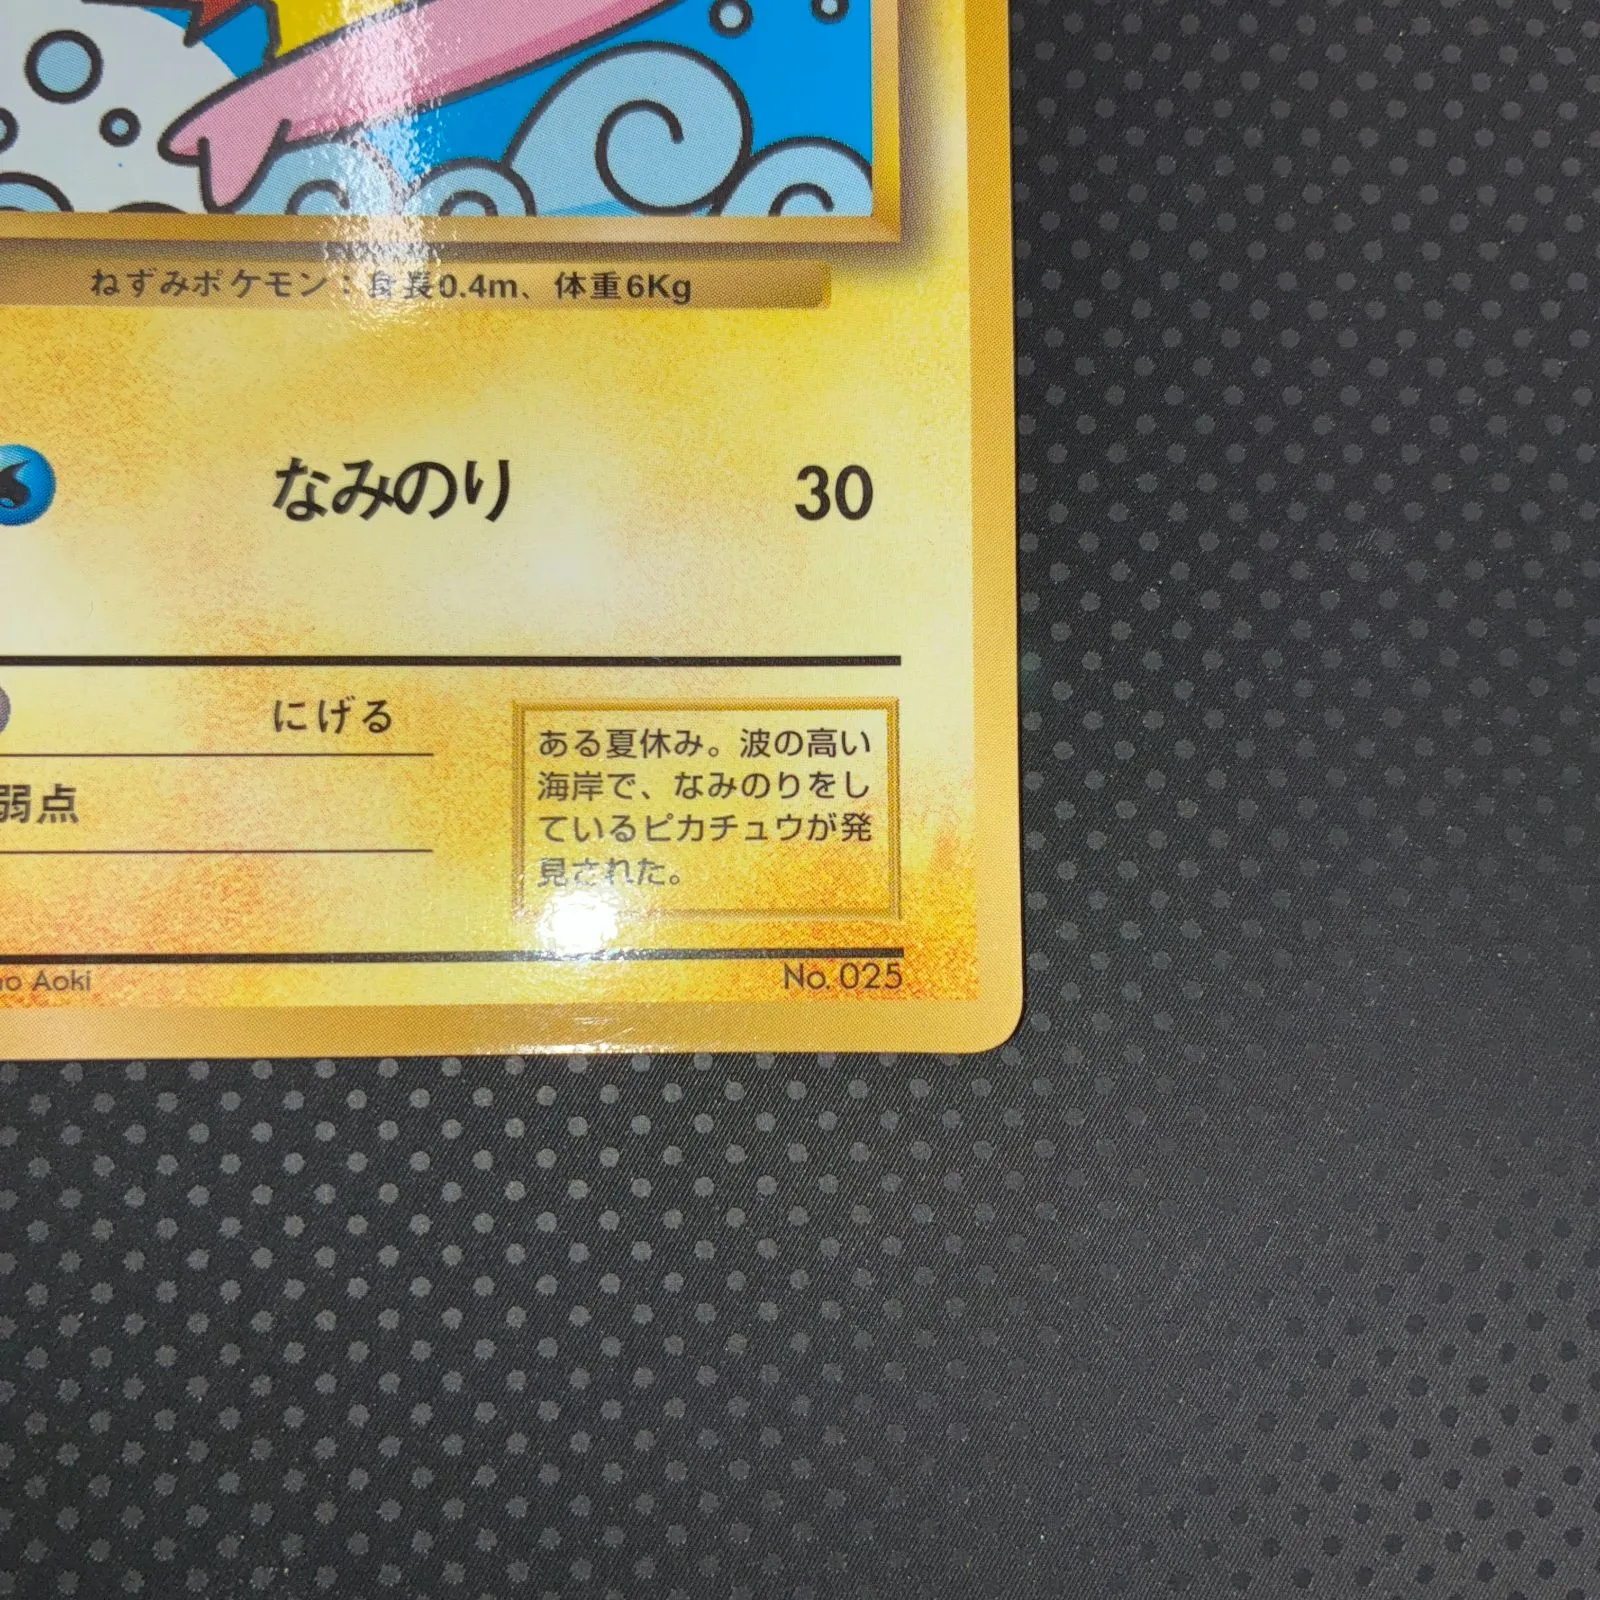 ねずみポケモン：身長0.4m、体重6Kg
なみのり 30
にげる
弱点
ある夏休み。波の高い
海岸で、なみのりをし
ているピカチュウが発
見された。
Aoki
No. 025